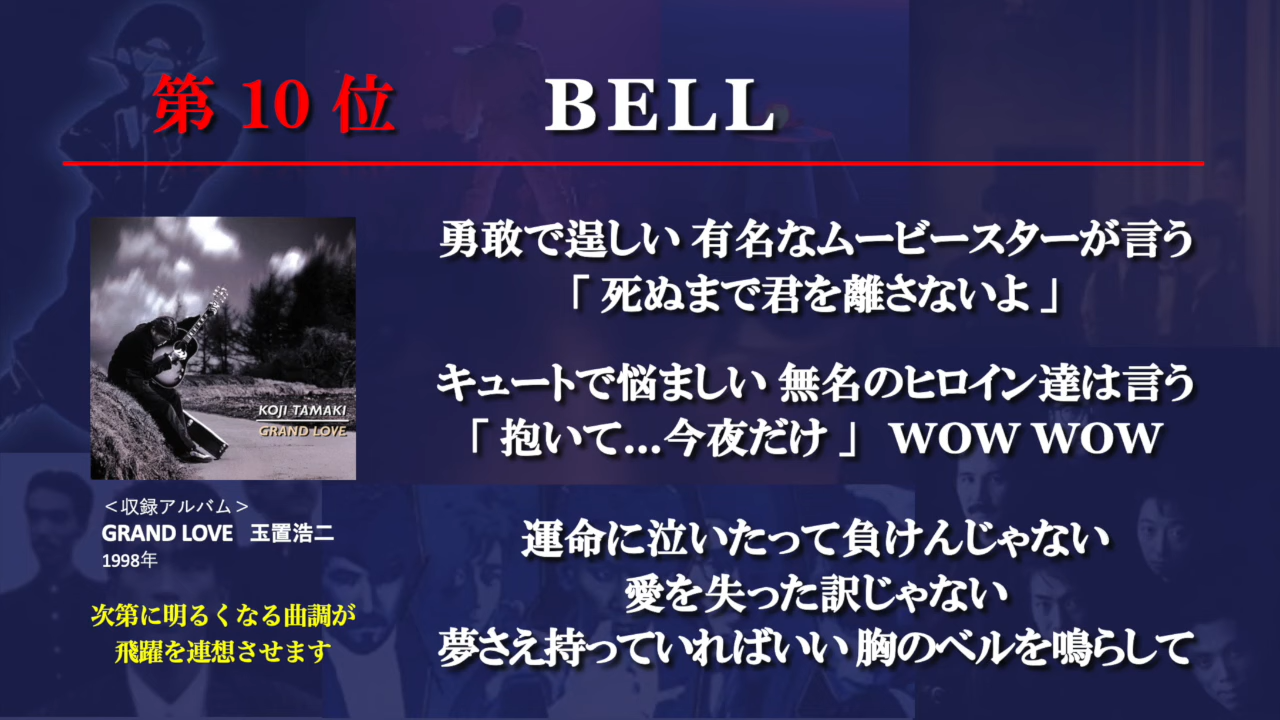 第 10 位 BELL
勇敢で逞しい 有名なムービースターが言う
「 死ぬまで君を離さないよ 」
キュートで悩ましい 無名のヒロイン達は言う
「 抱いて…今夜だけ 」 WOW WOW
運命に泣いたって負けんじゃない
愛を失った訳じゃない
夢さえ持っていればいい 胸のベルを鳴らして
KOJI TAMAKI
GRAND LOVE
＜収録アルバム＞
GRAND LOVE 玉置浩二
1998年
次第に明るくなる曲調が
飛躍を連想させます